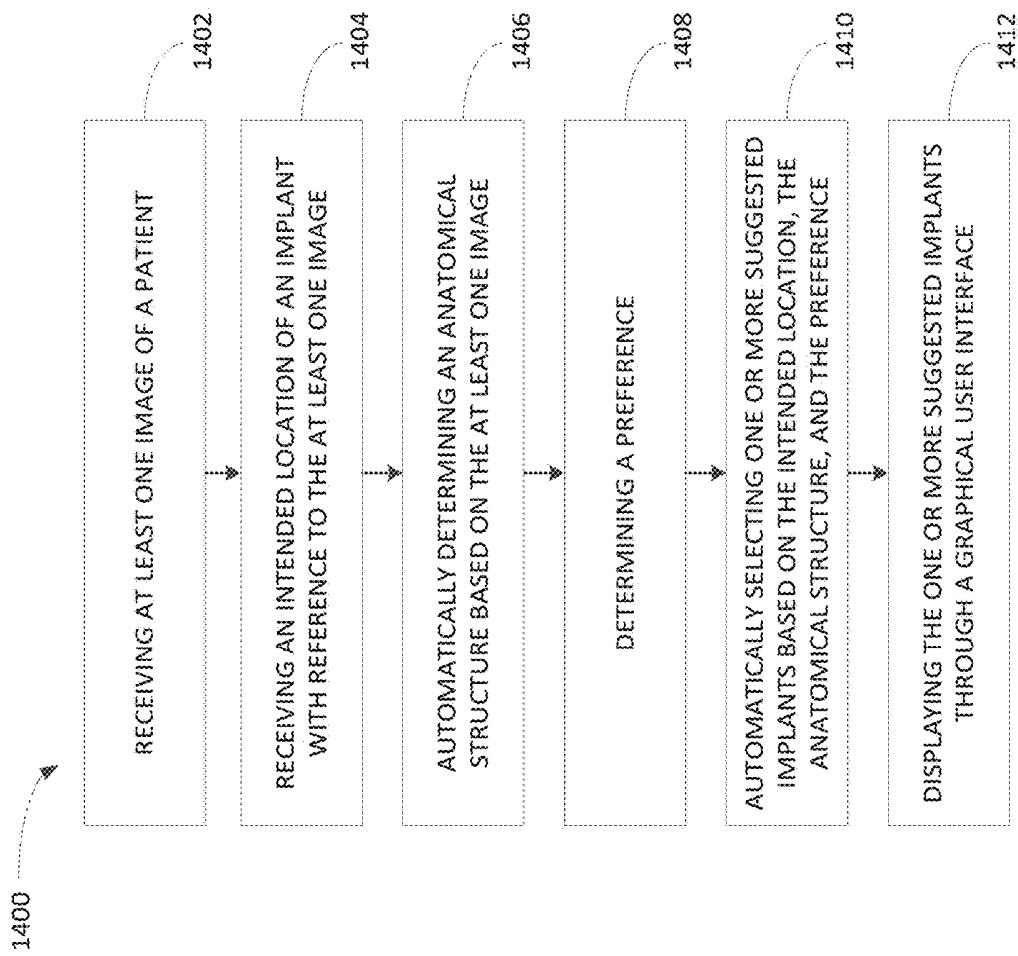 1400
RECEIVING AT LEAST ONE IMAGE OF A PATIENT
1402
RECEIVING AN INTENDED LOCATION OF AN IMPLANT
WITH REFERENCE TO THE AT LEAST ONE IMAGE
1404
AUTOMATICALLY DETERMINING AN ANATOMICAL
STRUCTURE BASED ON THE AT LEAST ONE IMAGE
1406
DETERMINING A PREFERENCE
1408
AUTOMATICALLY SELECTING ONE OR MORE SUGGESTED
IMPLANTS BASED ON THE INTENDED LOCATION, THE
ANATOMICAL STRUCTURE, AND THE PREFERENCE
1410
DISPLAYING THE ONE OR MORE SUGGESTED IMPLANTS
THROUGH A GRAPHICAL USER INTERFACE
1412